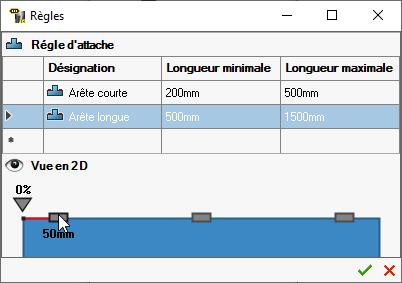 Règles
Régle d'attache
Désignation Longueur minimale Longueur maximale
Arête courte 200mm 500mm
Arête longue 500mm 1500mm
*
Vue en 2D
0%
50mm